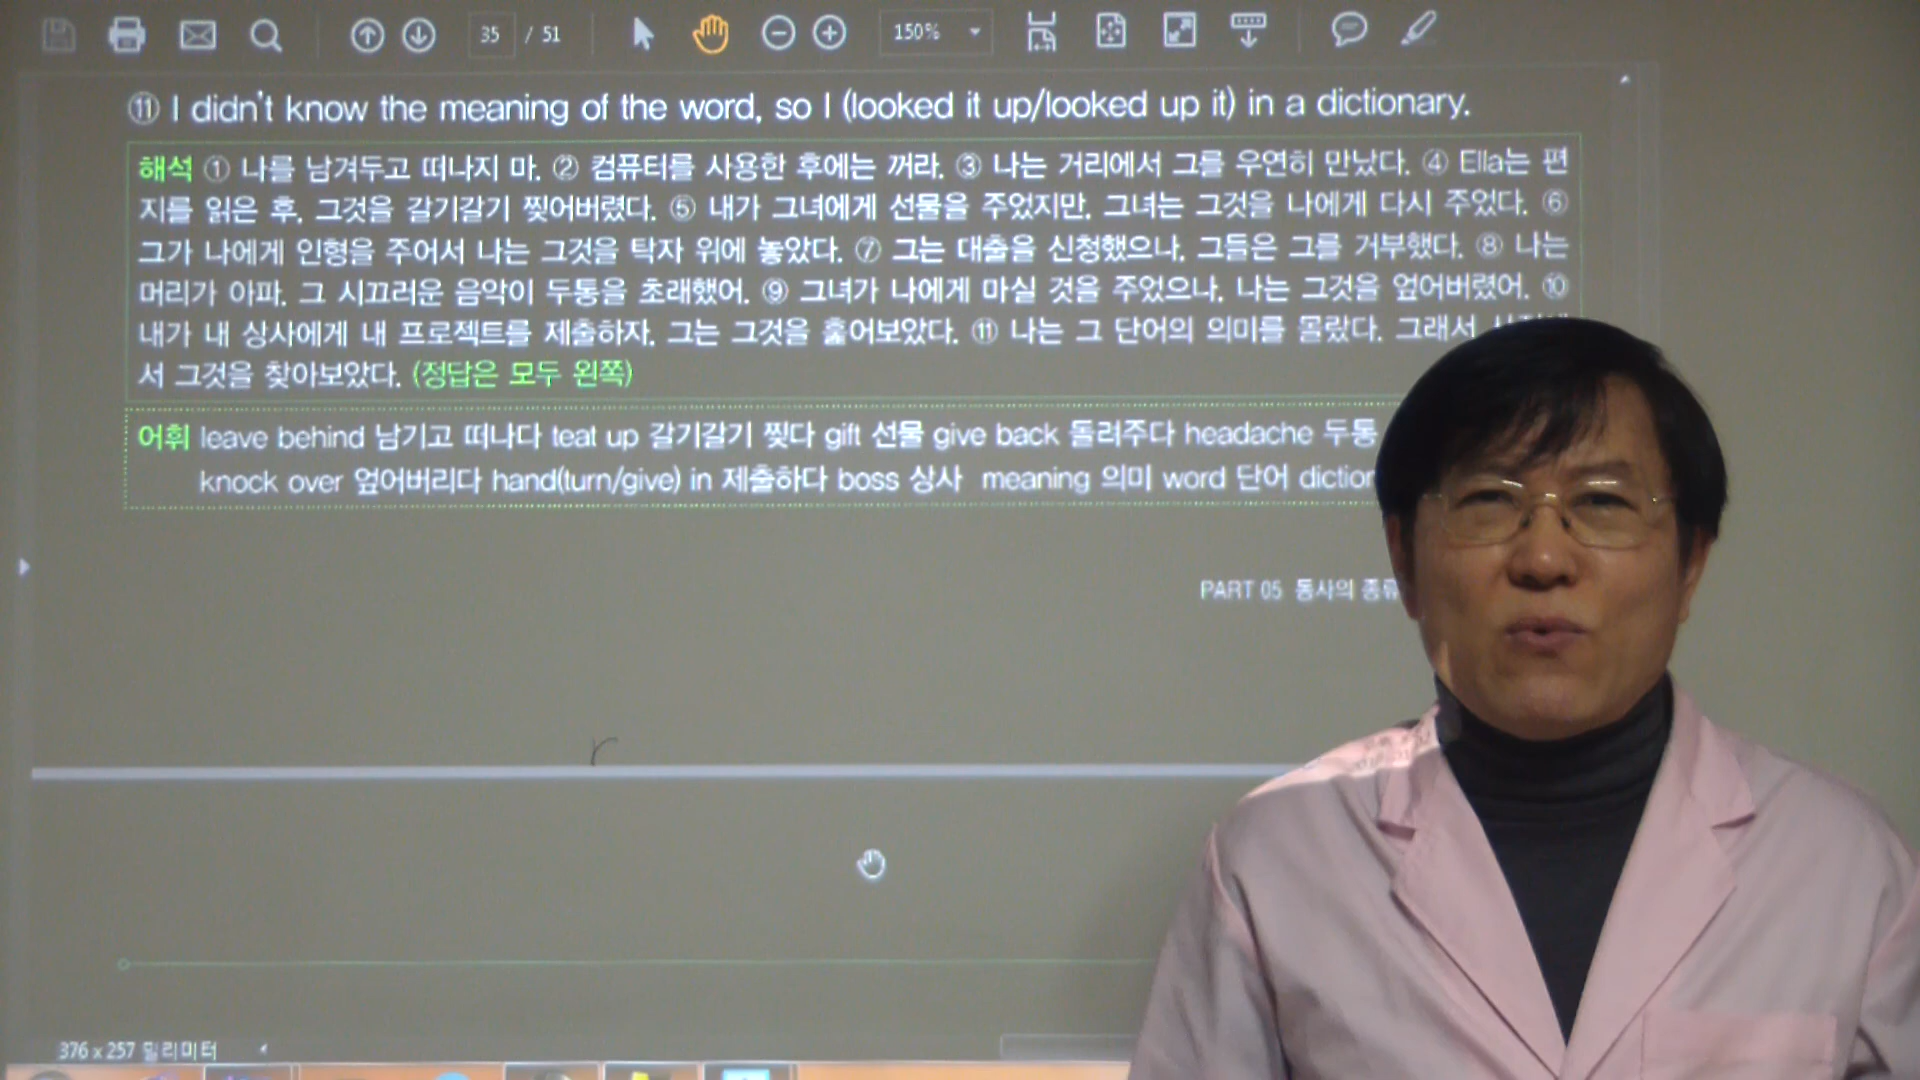 35 / 51
150%
⑪ I didn't know the meaning of the word, so I (looked it up/looked up it) in a dictionary.
해석 ① 나를 남겨두고 떠나지 마. ② 컴퓨터를 사용한 후에는 꺼라. ③ 나는 거리에서 그를 우연히 만났다. ④ Ella는 편
지를 읽은 후, 그것을 갈기갈기 찢어버렸다. ⑤ 내가 그녀에게 선물을 주었지만, 그녀는 그것을 나에게 다시 주었다. ⑥
그가 나에게 인형을 주어서 나는 그것을 탁자 위에 놓았다. ⑦ 그는 대출을 신청했으나, 그들은 그를 거부했다. ⑧ 나는
머리가 아파. 그 시끄러운 음악이 두통을 초래했어. ⑨ 그녀가 나에게 마실 것을 주었으나, 나는 그것을 엎어버렸어. ⑩
내가 내 상사에게 내 프로젝트를 제출하자, 그는 그것을 훑어보았다. ⑪ 나는 그 단어의 의미를 몰랐다. 그래서
서 그것을 찾아보았다. (정답은 모두 왼쪽)
어휘 leave behind 남기고 떠나다 teat up 갈기갈기 찢다 gift 선물 give back 돌려주다 headache 두통
knock over 엎어버리다 hand(turn/give) in 제출하다 boss 상사 meaning 의미 word 단어 diction
PART 05 동사의 종류
r
376 x 257 밀리미터